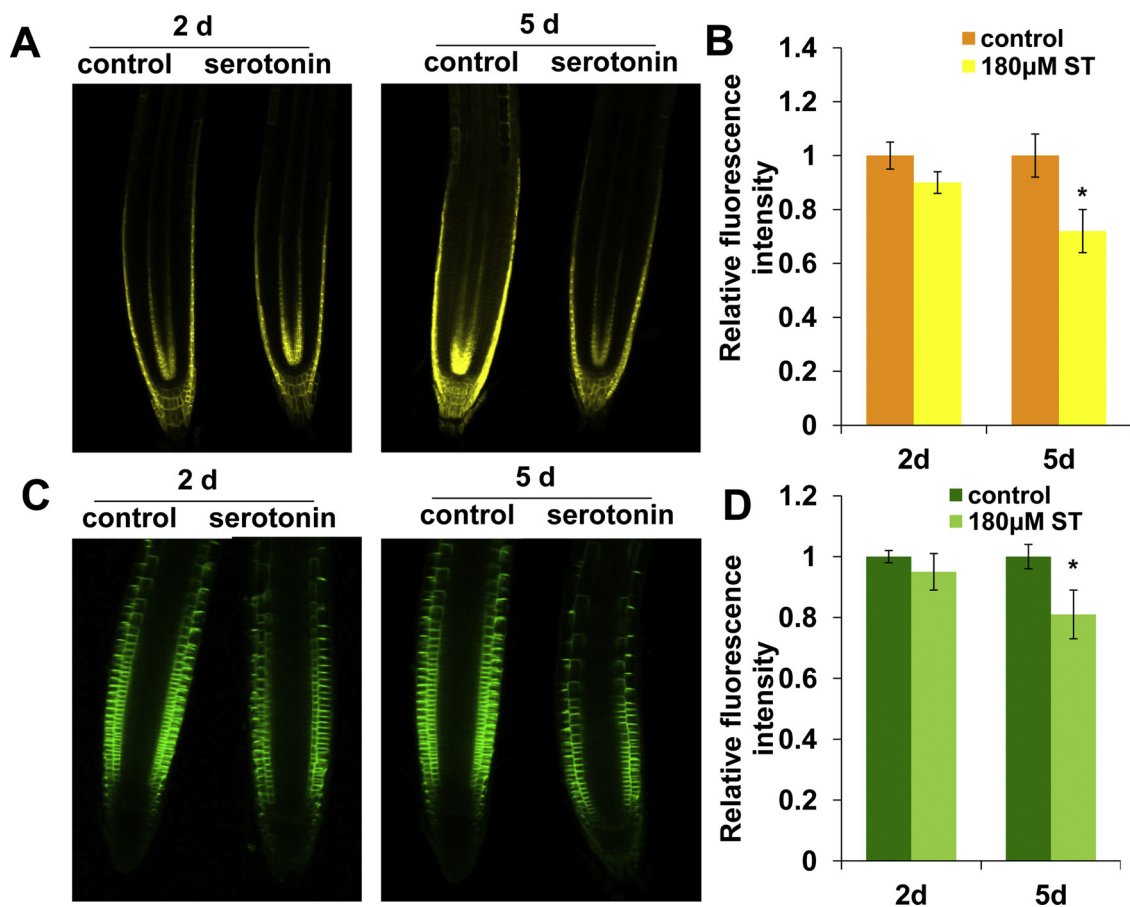 A
2 d
control serotonin
5 d
control serotonin
B
control
180µM ST
Relative fluorescence
intensity
1.4
1.2
1
0.8
0.6
0.4
0.2
0
*
2d 5d
C
2 d
control serotonin
5 d
control serotonin
D
control
180µM ST
Relative fluorescence
intensity
1.2
1
0.8
0.6
0.4
0.2
0
*
2d 5d